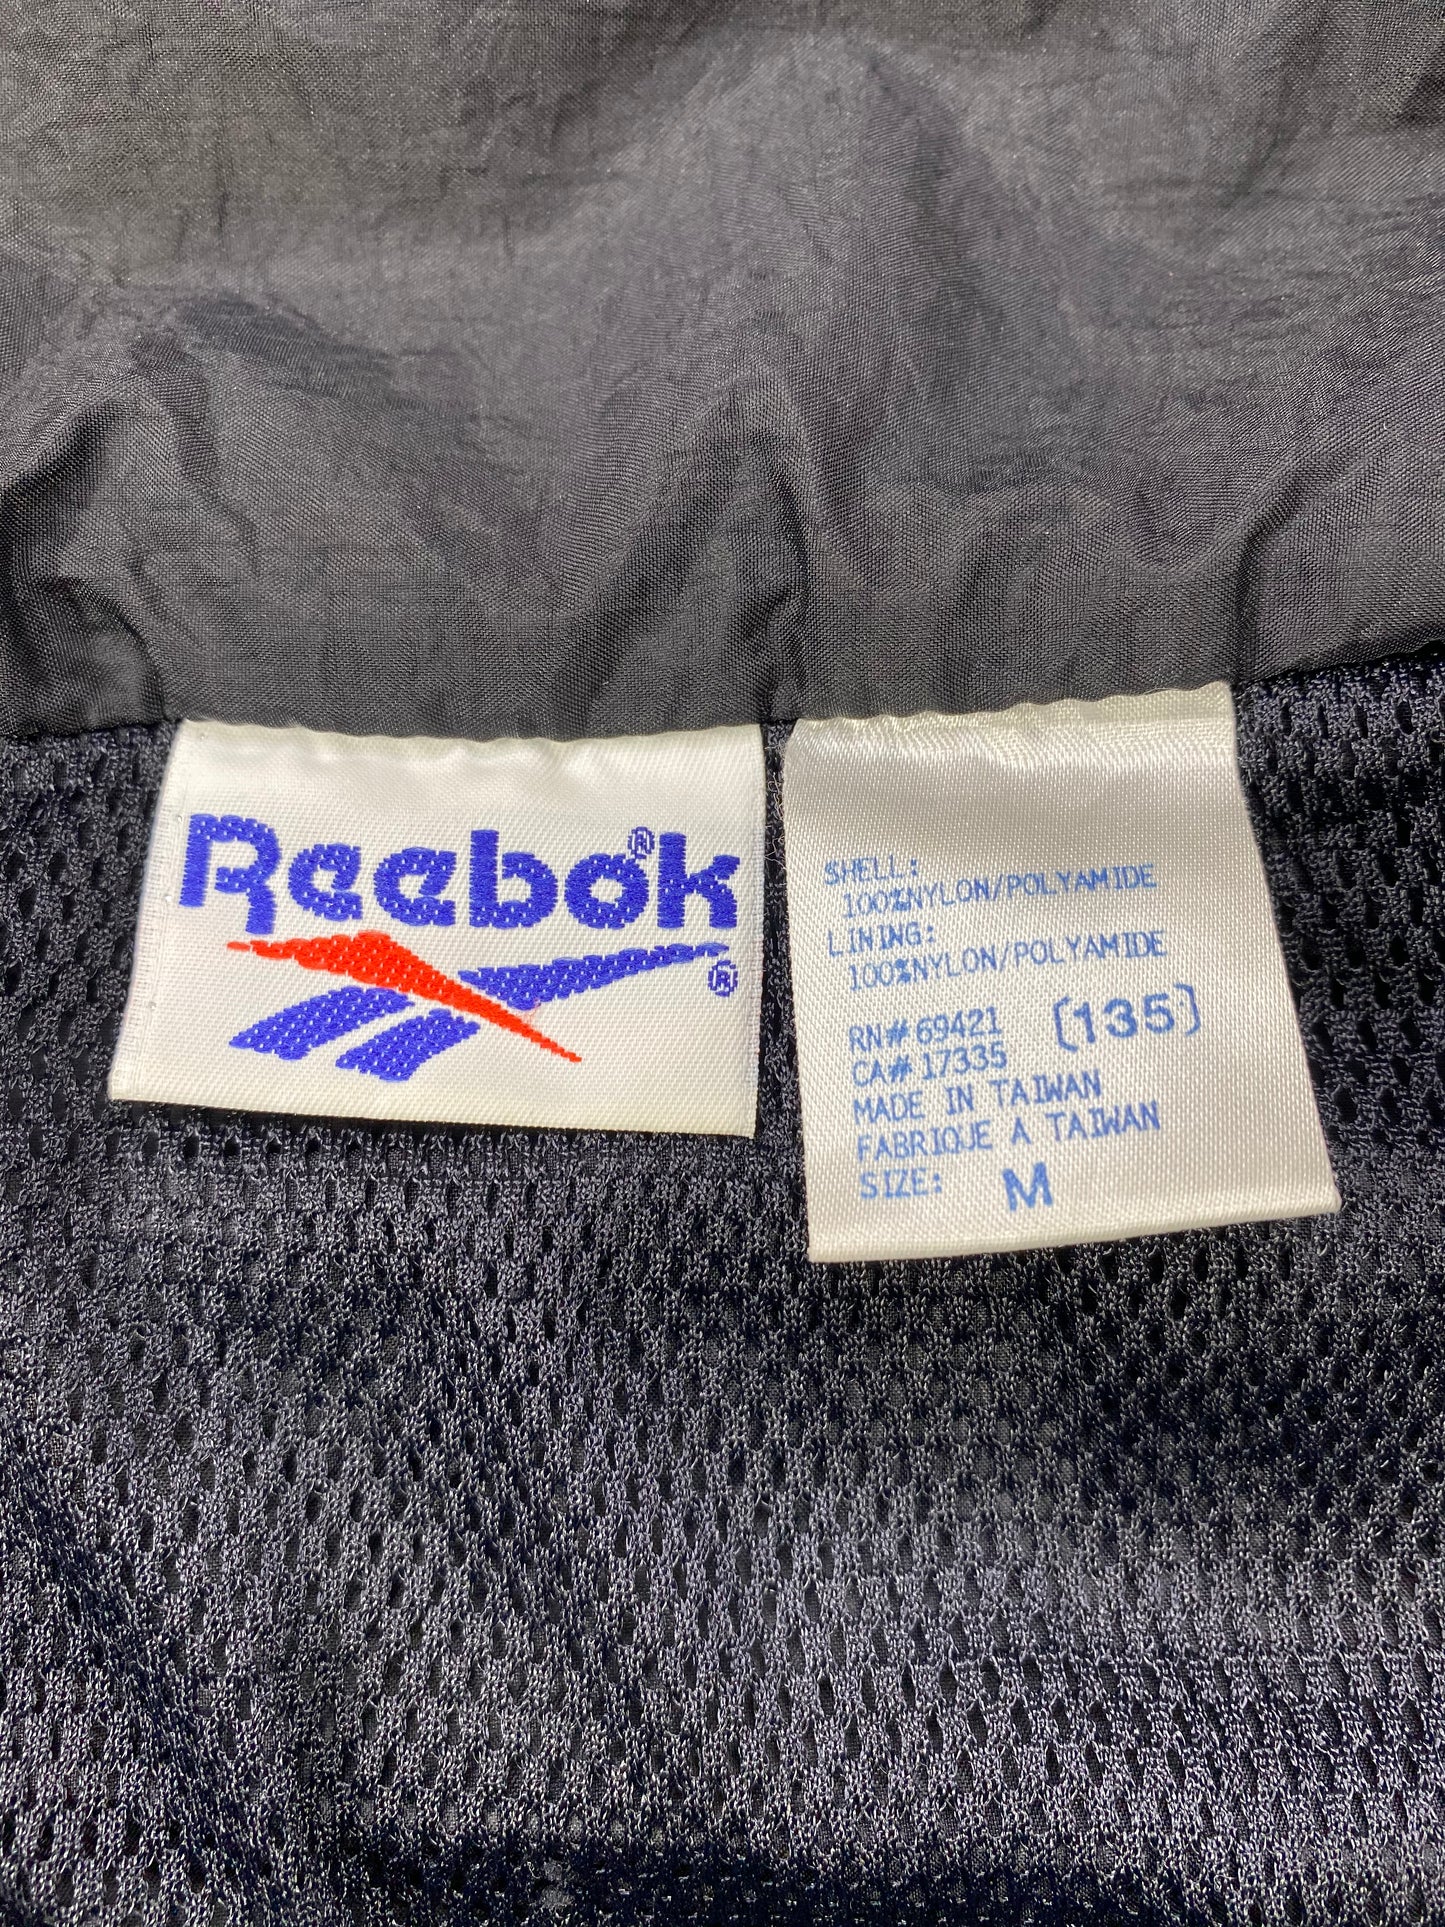 Reebok®
®
SHELL:
100%NYLON/POLYAMIDE
LINING:
100%NYLON/POLYAMIDE
RN# 69421 (135)
CA# 17335
MADE IN TAIWAN
FABRIQUE A TAIWAN
SIZE: M